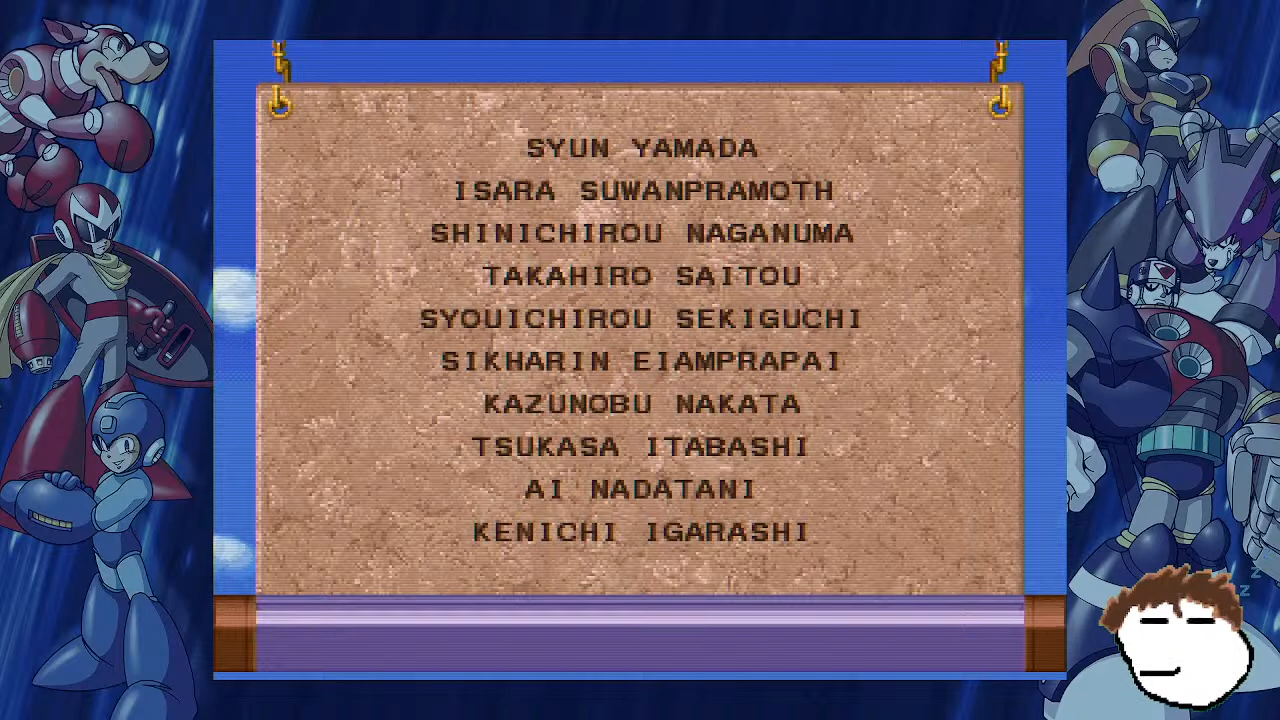 SYUN YAMADA
ISARA SUWANPRAMOTH
SHINICHIROU NAGANUMA
TAKAHIRO SAITOU
SYOUICHIROU SEKIGUCHI
SIKHARIN EIAMPRAPAI
KAZUNOBU NAKATA
TSUKASA ITABASHI
AI NADATANI
KENICHI IGARASHI
z
z